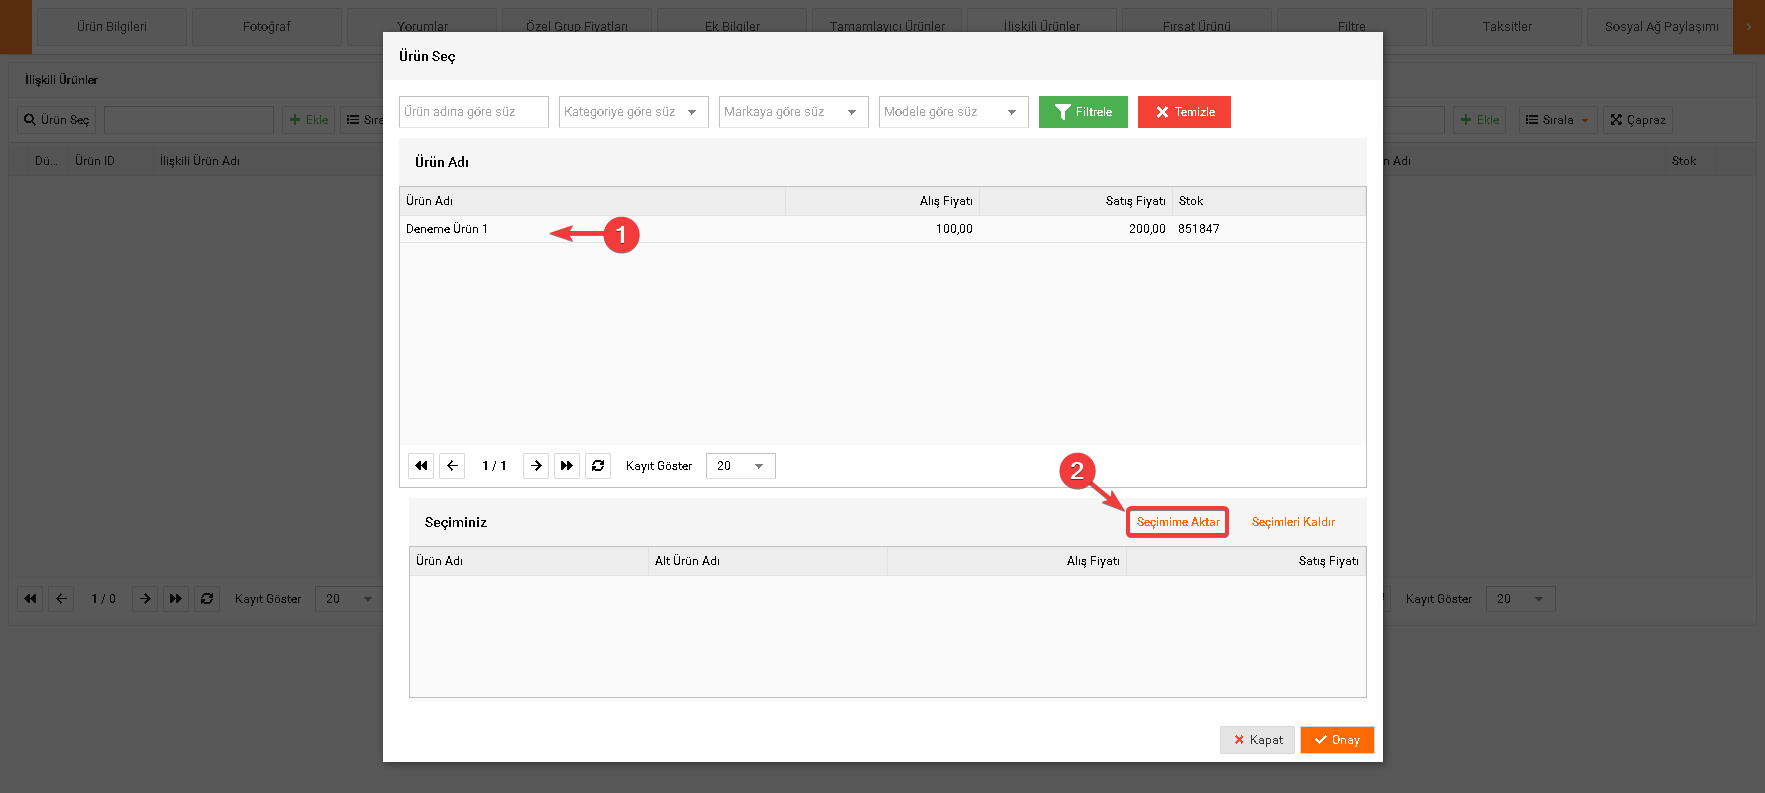 Ürün Bilgileri Fotoğraf Yorumlar Özel Grup Fiyatları Ek Bilgiler Tamamlayıcı Ürünler İlişkili Ürünler Fırsat Ürünü Filtre Taksitler Sosyal Ağ Paylaşımı
Ürün Seç
İlişkili Ürünler
Ürün adına göre süz Kategoriye göre süz Markaya göre süz Modele göre süz Filtrele Temizle
Ürün Seç Ekle Sıra Ekle Sırala Çapraz
Ürün Adı
Dü... Ürün ID İlişkili Ürün Adı n Adı Stok
Ürün Adı Alış Fiyatı Satış Fiyatı Stok
Deneme Ürün 1 100,00 200,00 851847
1
1 / 1 Kayıt Göster 20
2
Seçiminiz Seçimime Aktar Seçimleri Kaldır
Ürün Adı Alt Ürün Adı Alış Fiyatı Satış Fiyatı
1 / 0 Kayıt Göster 20 Kayıt Göster 20
Kapat Onay